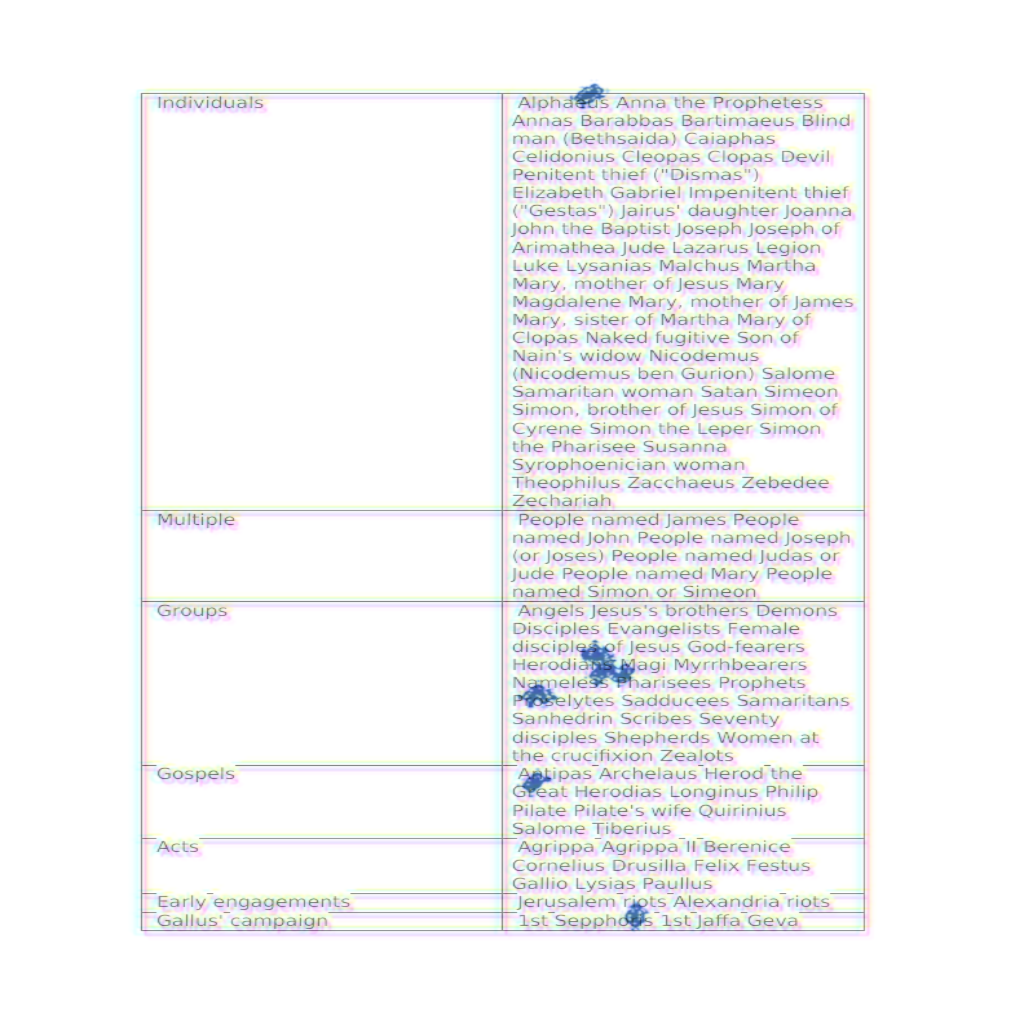 Individuals
Alphaeus Anna the Prophetess
Annas Barabbas Bartimaeus Blind
man (Bethsaida) Caiaphas
Celidonius Cleopas Clopas Devil
Penitent thief ("Dismas")
Elizabeth Gabriel Impenitent thief
("Gestas") Jairus' daughter Joanna
John the Baptist Joseph Joseph of
Arimathea Jude Lazarus Legion
Luke Lysanias Malchus Martha
Mary, mother of Jesus Mary
Magdalene Mary, mother of James
Mary, sister of Martha Mary of
Clopas Naked fugitive Son of
Nain's widow Nicodemus
(Nicodemus ben Gurion) Salome
Samaritan woman Satan Simeon
Simon, brother of Jesus Simon of
Cyrene Simon the Leper Simon
the Pharisee Susanna
Syrophoenician woman
Theophilus Zacchaeus Zebedee
Zechariah
Multiple
People named James People
named John People named Joseph
(or Joses) People named Judas or
Jude People named Mary People
named Simon or Simeon
Groups
Angels Jesus's brothers Demons
Disciples Evangelists Female
disciples of Jesus God-fearers
Herodians Magi Myrrhbearers
Nameless Pharisees Prophets
Proselytes Sadducees Samaritans
Sanhedrin Scribes Seventy
disciples Shepherds Women at
the crucifixion Zealots
Gospels
Antipas Archelaus Herod the
Great Herodias Longinus Philip
Pilate Pilate's wife Quirinius
Salome Tiberius
Acts
Agrippa Agrippa II Berenice
Cornelius Drusilla Felix Festus
Gallio Lysias Paullus
Early engagements
Jerusalem riots Alexandria riots
Gallus' campaign
1st Sepphoris 1st Jaffa Geva